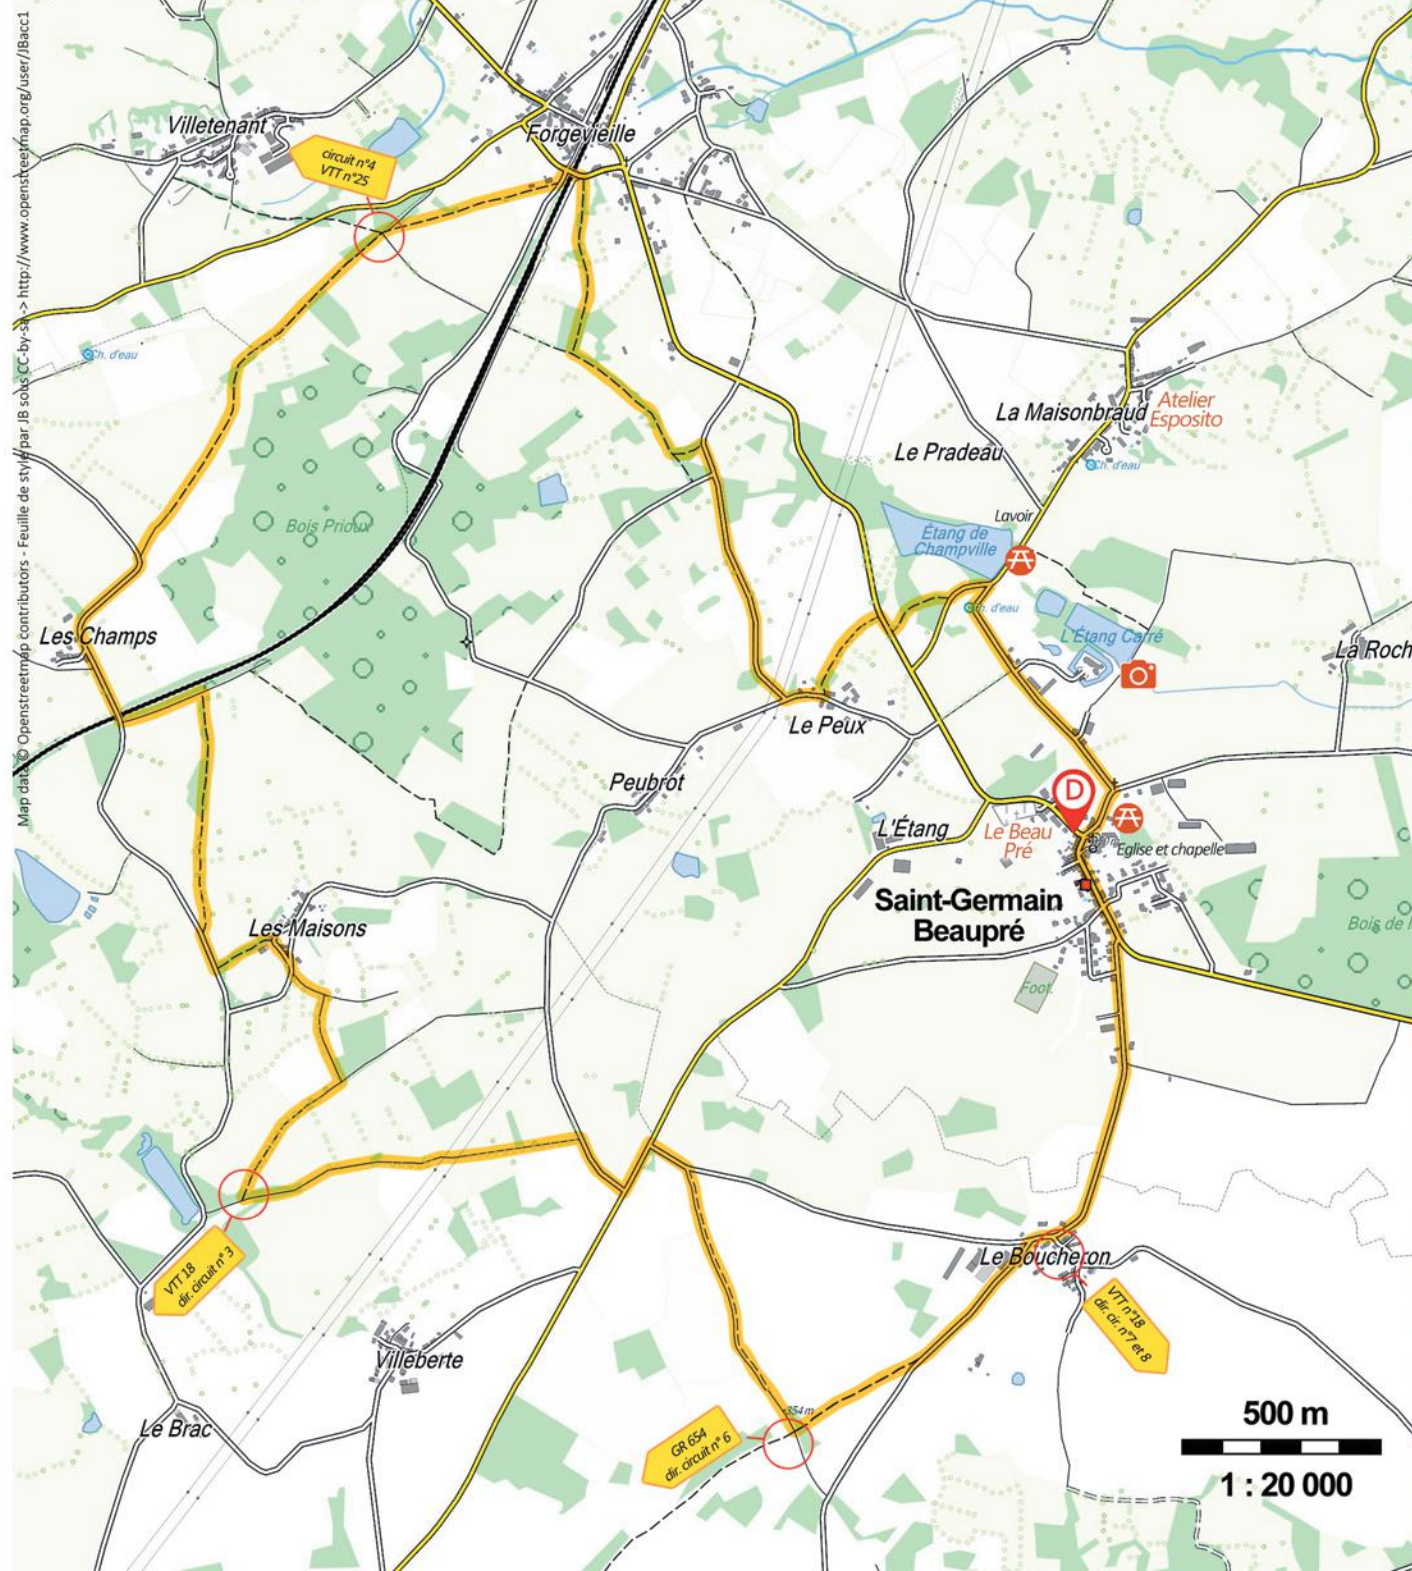 Map data © Openstreetmap contributors - Feuille de style par JB sous CC-by-sa -> http://www.openstreetmap.org/user/JBacc1
Villetenant
Forgevieille
circuit n°4
VTT n°25
Ch. d'eau
La Maisonbraud
Atelier
Esposito
Le Pradeau
Ch. d'eau
Lavoir
Bois Prioux
Étang de
Champville
Ch. d'eau
Les Champs
L'Étang Carré
La Roch
Le Peux
Peubrot
D
L'Étang
Le Beau
Pré
Eglise et chapelle
Saint-Germain
Beaupré
Les Maisons
Bois de
Foot.
VTT 18
dir. circuit n° 3
Le Boucheron
VTT n°18
dir. cir. n°7 et 8
Villeberte
354 m
GR 654
dir. circuit n° 6
Le Brac
500 m
1 : 20 000